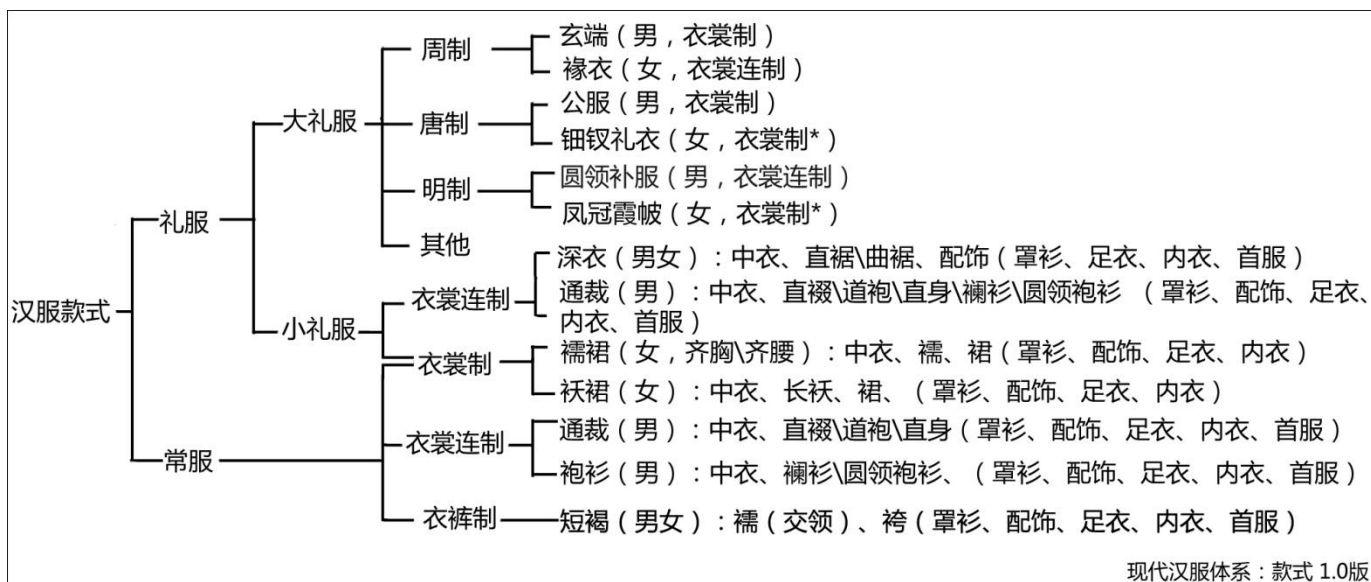 汉服款式
礼服
大礼服
周制
玄端（男，衣裳制）
褖衣（女，衣裳连制）
唐制
公服（男，衣裳制）
钿钗礼衣（女，衣裳制*）
明制
圆领补服（男，衣裳连制）
凤冠霞帔（女，衣裳制*）
其他
小礼服
衣裳连制
深衣（男女）：中衣、直裾\曲裾、配饰（罩衫、足衣、内衣、首服）
通裁（男）：中衣、直裰\道袍\直身\襕衫\圆领袍衫 （罩衫、配饰、足衣、
内衣、首服）
衣裳制
襦裙（女，齐胸\齐腰）：中衣、襦、裙（罩衫、配饰、足衣、内衣）
袄裙（女）：中衣、长袄、裙、（罩衫、配饰、足衣、内衣）
常服
衣裳连制
通裁（男）：中衣、直裰\道袍\直身（罩衫、配饰、足衣、内衣、首服）
袍衫（男）：中衣、襕衫\圆领袍衫、（罩衫、配饰、足衣、内衣、首服）
衣裤制
短褐（男女）：襦（交领）、袴（罩衫、配饰、足衣、内衣、首服）
现代汉服体系：款式 1.0版